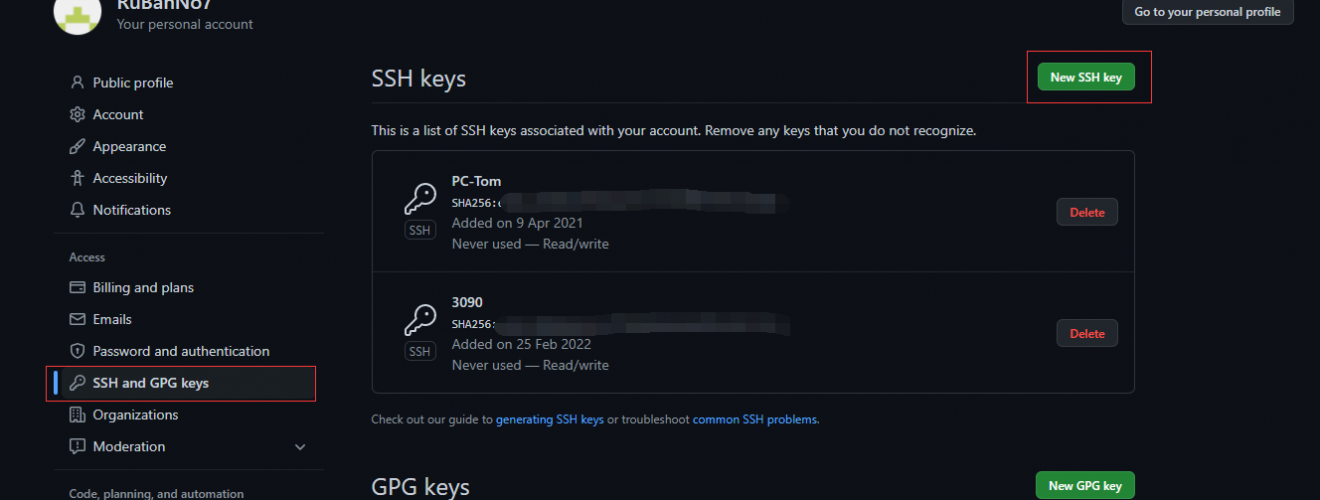 RuBanNo7
Your personal account
Go to your personal profile
Public profile
Account
Appearance
Accessibility
Notifications
Access
Billing and plans
Emails
Password and authentication
SSH and GPG keys
Organizations
Moderation
Code, planning, and automation
SSH keys
New SSH key
This is a list of SSH keys associated with your account. Remove any keys that you do not recognize.
PC-Tom
SHA256:
SSH
Added on 9 Apr 2021
Never used — Read/write
Delete
3090
SHA256:
SSH
Added on 25 Feb 2022
Never used — Read/write
Delete
Check out our guide to generating SSH keys or troubleshoot common SSH problems.
GPG keys
New GPG key